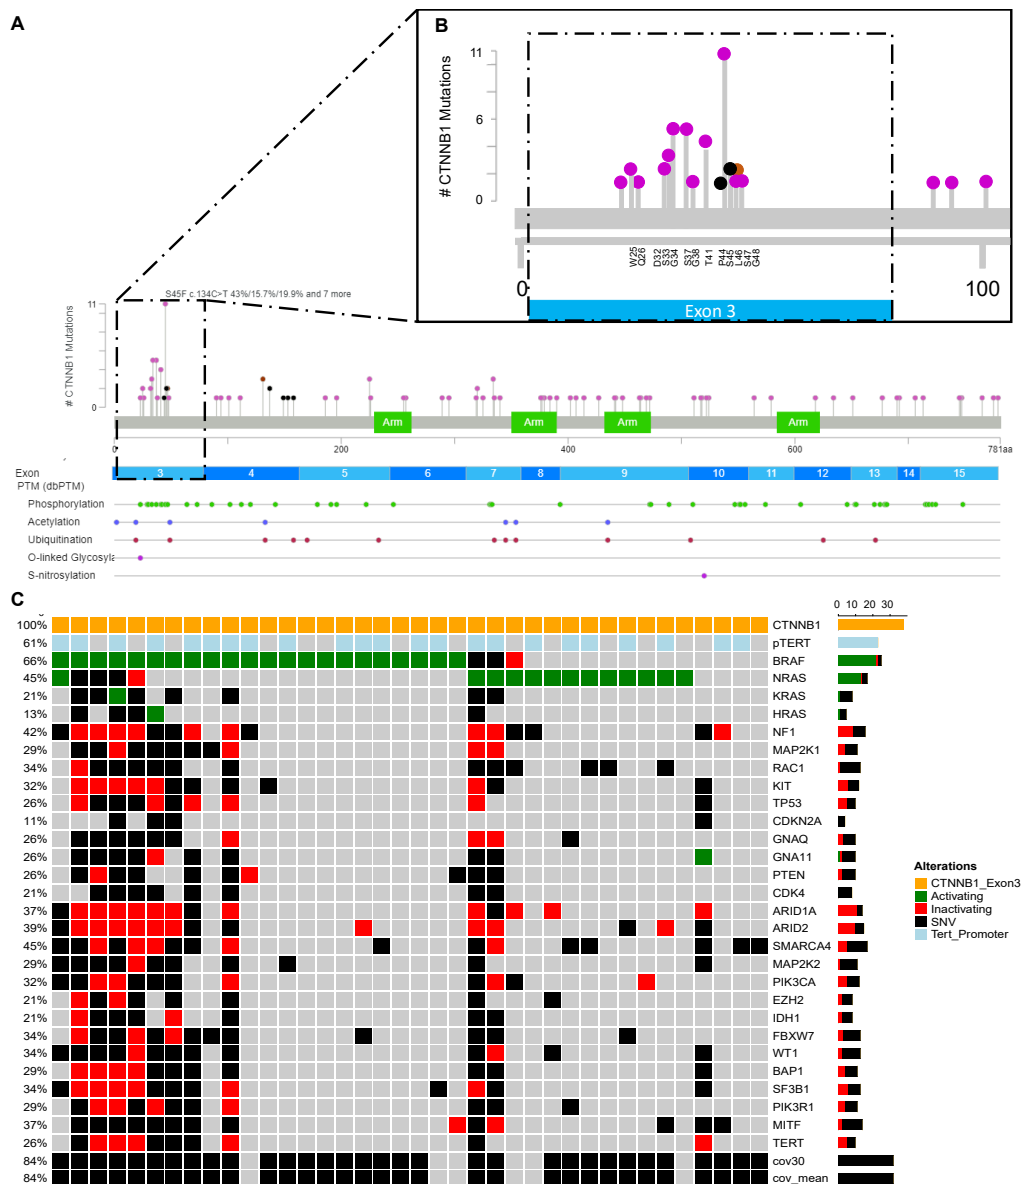 A
B
# CTNNB1 Mutations
11
6
0
W25
Q26
D32
S33
G34
S37
G38
T41
P44
S45
L46
S47
G48
0
100
Exon 3
S45F c.134C>T 43%/15.7%/19.9% and 7 more
# CTNNB1 Mutations
11
0
Arm
Arm
Arm
Arm
0
200
400
600
781aa
Exon
3
4
5
6
7
8
9
10
11
12
13
14
15
PTM (dbPTM)
Phosphorylation
Acetylation
Ubiquitination
O-linked Glycosyla
S-nitrosylation
C
0 10 20 30
100% CTNNB1
61% pTERT
66% BRAF
45% NRAS
21% KRAS
13% HRAS
42% NF1
29% MAP2K1
34% RAC1
32% KIT
26% TP53
11% CDKN2A
26% GNAQ
26% GNA11
26% PTEN
21% CDK4
37% ARID1A
39% ARID2
45% SMARCA4
29% MAP2K2
32% PIK3CA
21% EZH2
21% IDH1
34% FBXW7
34% WT1
29% BAP1
34% SF3B1
29% PIK3R1
37% MITF
26% TERT
84% cov30
84% cov_mean
Alterations
CTNNB1_Exon3
Activating
Inactivating
SNV
Tert_Promoter